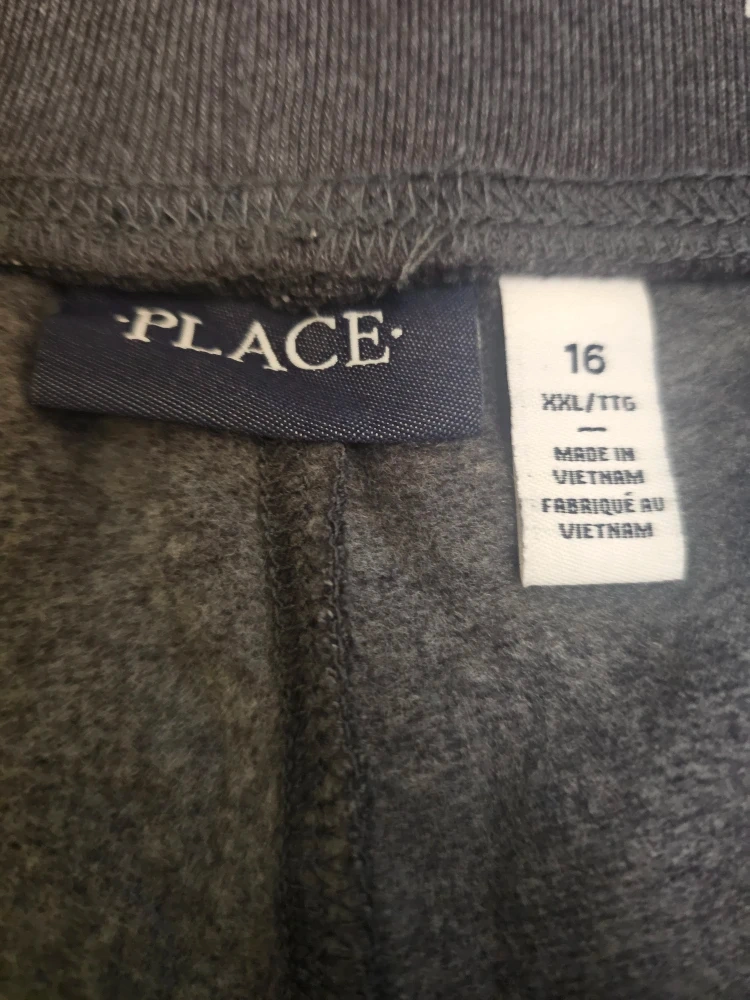 ·PLACE·
16
XXL/TTG
—
MADE IN
VIETNAM
FABRIQUÉ AU
VIETNAM